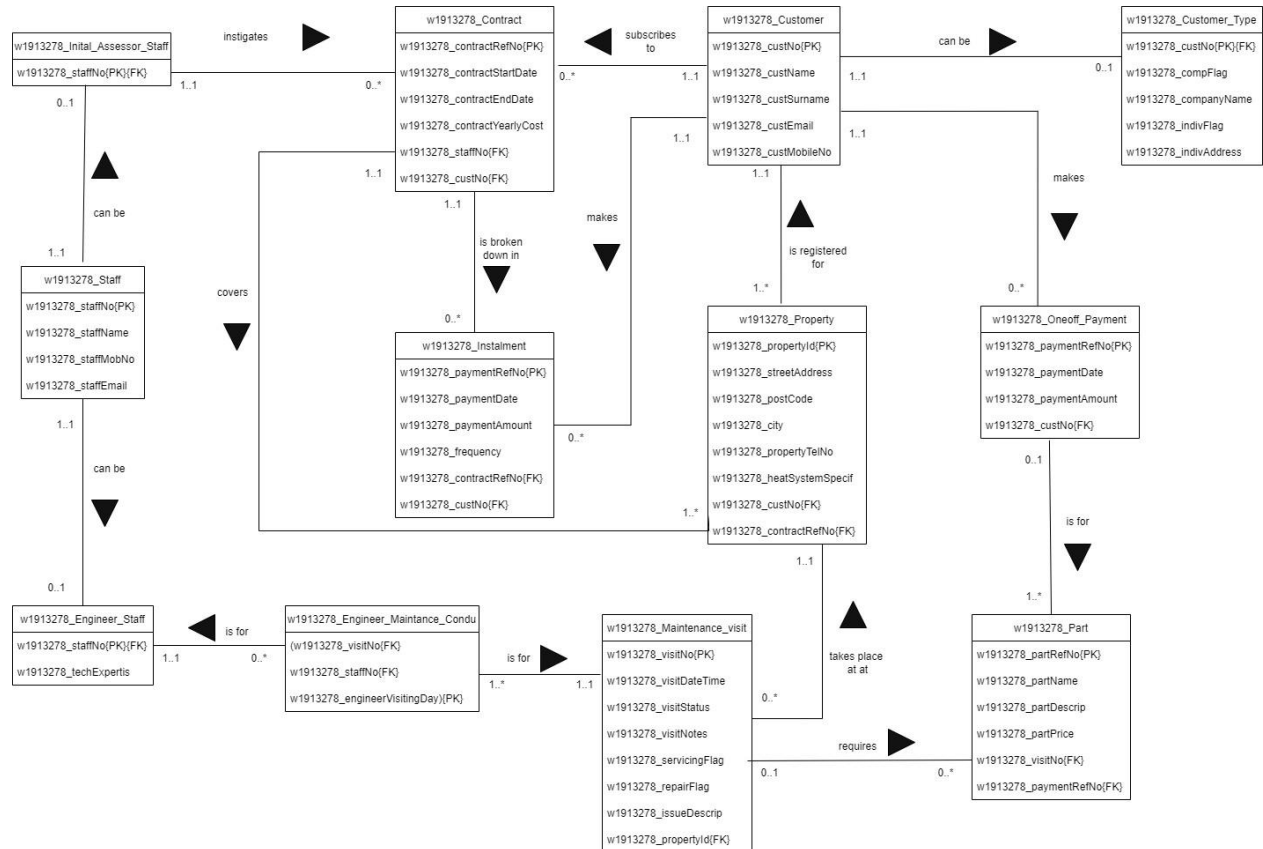 w1913278_Inital_Assessor_Staff
w1913278_staffNo{PK}{FK}
instigates
1..1
0..*
w1913278_Contract
w1913278_contractRefNo{PK}
w1913278_contractStartDate
w1913278_contractEndDate
w1913278_contractYearlyCost
w1913278_staffNo{FK}
w1913278_custNo{FK}
subscribes
to
0..*
1..1
w1913278_Customer
w1913278_custNo{PK}
w1913278_custName
w1913278_custSurname
w1913278_custEmail
w1913278_custMobileNo
can be
1..1
0..1
w1913278_Customer_Type
w1913278_custNo{PK}{FK}
w1913278_compFlag
w1913278_companyName
w1913278_indivFlag
w1913278_indivAddress
0..1
can be
1..1
w1913278_Staff
w1913278_staffNo{PK}
w1913278_staffName
w1913278_staffMobNo
w1913278_staffEmail
1..1
can be
0..1
1..1
covers
1..*
1..1
is broken
down in
0..*
w1913278_Instalment
w1913278_paymentRefNo{PK}
w1913278_paymentDate
w1913278_paymentAmount
w1913278_frequency
w1913278_contractRefNo{FK}
w1913278_custNo{FK}
1..1
makes
0..*
1..1
is registered
for
1..*
w1913278_Property
w1913278_propertyId{PK}
w1913278_streetAddress
w1913278_postCode
w1913278_city
w1913278_propertyTelNo
w1913278_heatSystemSpecif
w1913278_custNo{FK}
w1913278_contractRefNo{FK}
1..1
makes
0..*
w1913278_Oneoff_Payment
w1913278_paymentRefNo{PK}
w1913278_paymentDate
w1913278_paymentAmount
w1913278_custNo{FK}
0..1
is for
1..*
w1913278_Engineer_Staff
w1913278_staffNo{PK}{FK}
w1913278_techExpertis
is for
1..1
0..*
w1913278_Engineer_Maintance_Condu
(w1913278_visitNo{FK}
w1913278_staffNo{FK}
w1913278_engineerVisitingDay){PK}
is for
1..*
1..1
w1913278_Maintenance_visit
w1913278_visitNo{PK}
w1913278_visitDateTime
w1913278_visitStatus
w1913278_visitNotes
w1913278_servicingFlag
w1913278_repairFlag
w1913278_issueDescrip
w1913278_propertyId{FK}
1..1
takes place
at at
0..*
requires
0..1
0..*
w1913278_Part
w1913278_partRefNo{PK}
w1913278_partName
w1913278_partDescrip
w1913278_partPrice
w1913278_visitNo{FK}
w1913278_paymentRefNo{FK}